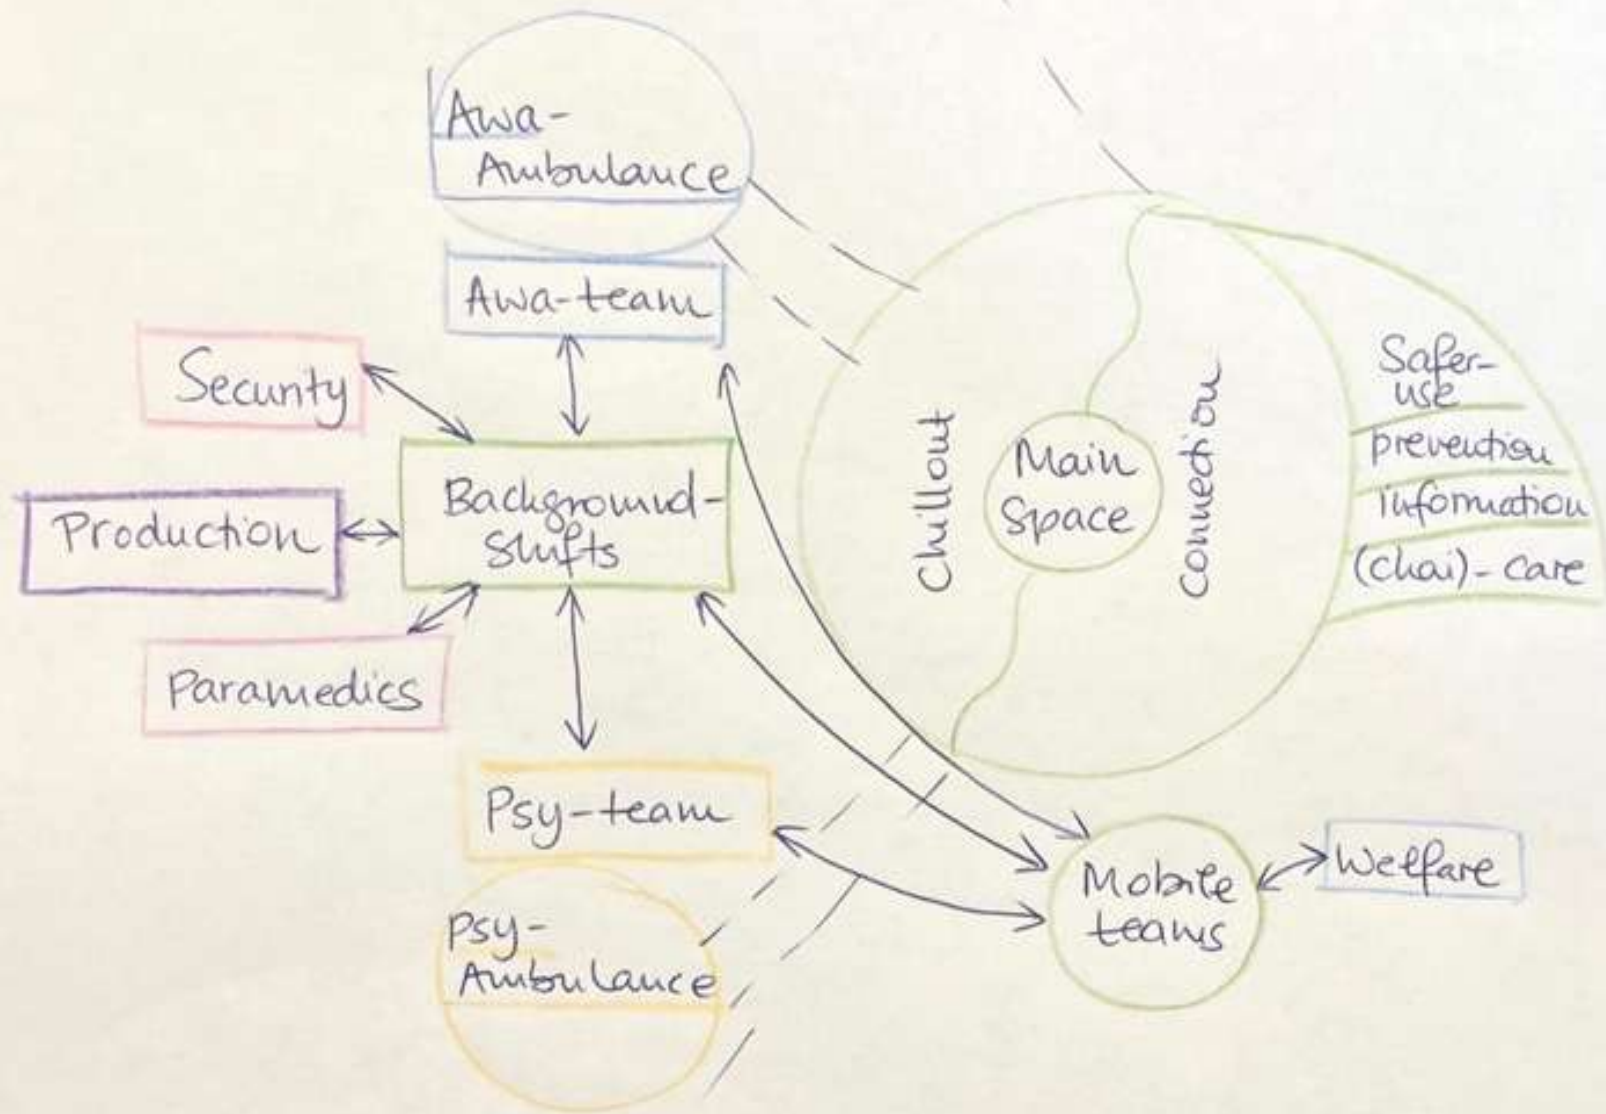 Awa-
Ambulance
Awa-team
Security
Production
Background-
Shifts
Paramedics
Psy-team
Psy-
Ambulance
Chillout
Main
Space
Connection
Safer-
use
prevention
information
(chai)-care
Mobile
teams
Welfare